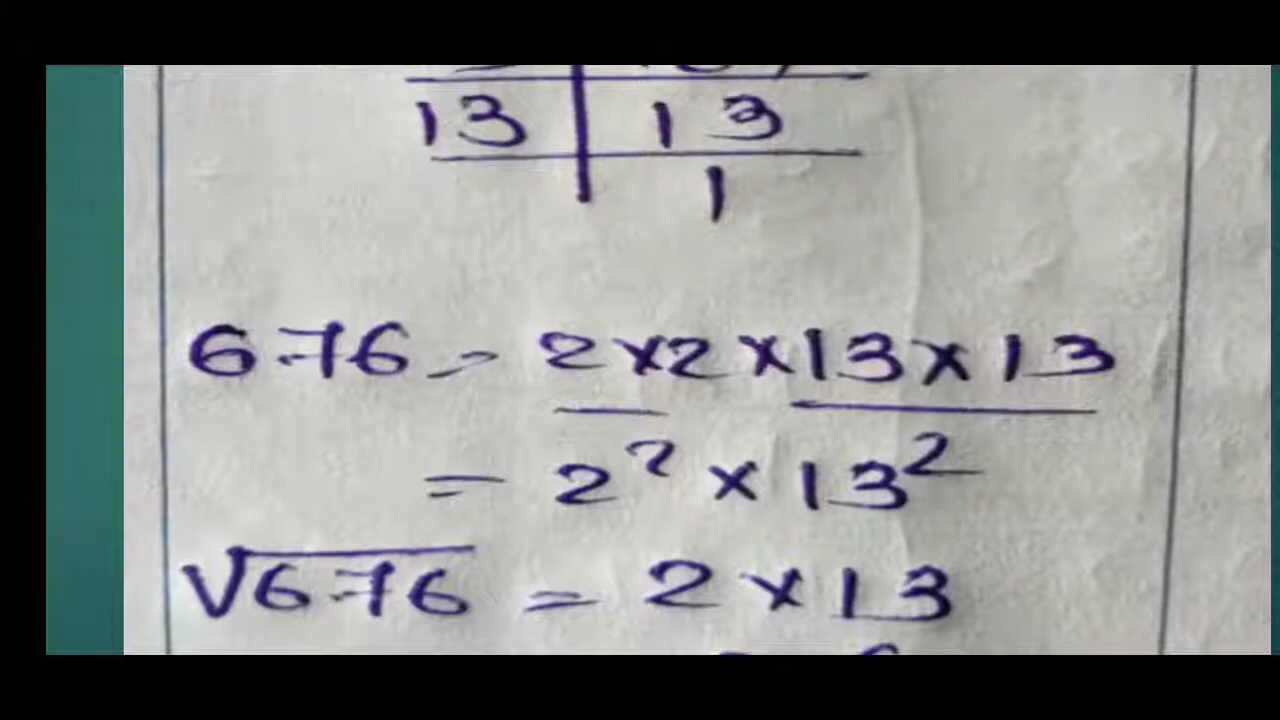 13 | 13
1
676 = 2×2×13×13
= 2² × 13²
√676 = 2 × 13